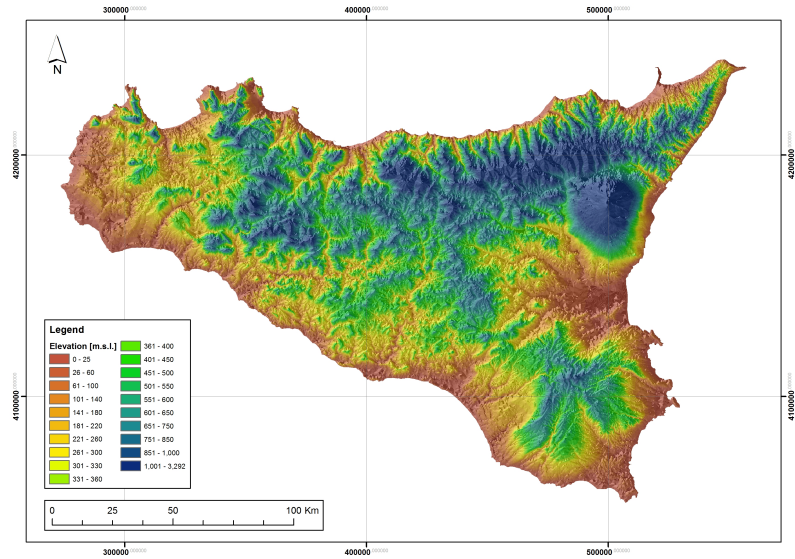 300000 400000 500000
N
4200000 4200000
Legend
Elevation [m.s.l.]
0 - 25
26 - 60
61 - 100
101 - 140
141 - 180
181 - 220
221 - 260
261 - 300
301 - 330
331 - 360
361 - 400
401 - 450
451 - 500
501 - 550
551 - 600
601 - 650
651 - 750
751 - 850
851 - 1,000
1,001 - 3,292
4100000 4100000
0 25 50 100 Km
300000 400000 500000